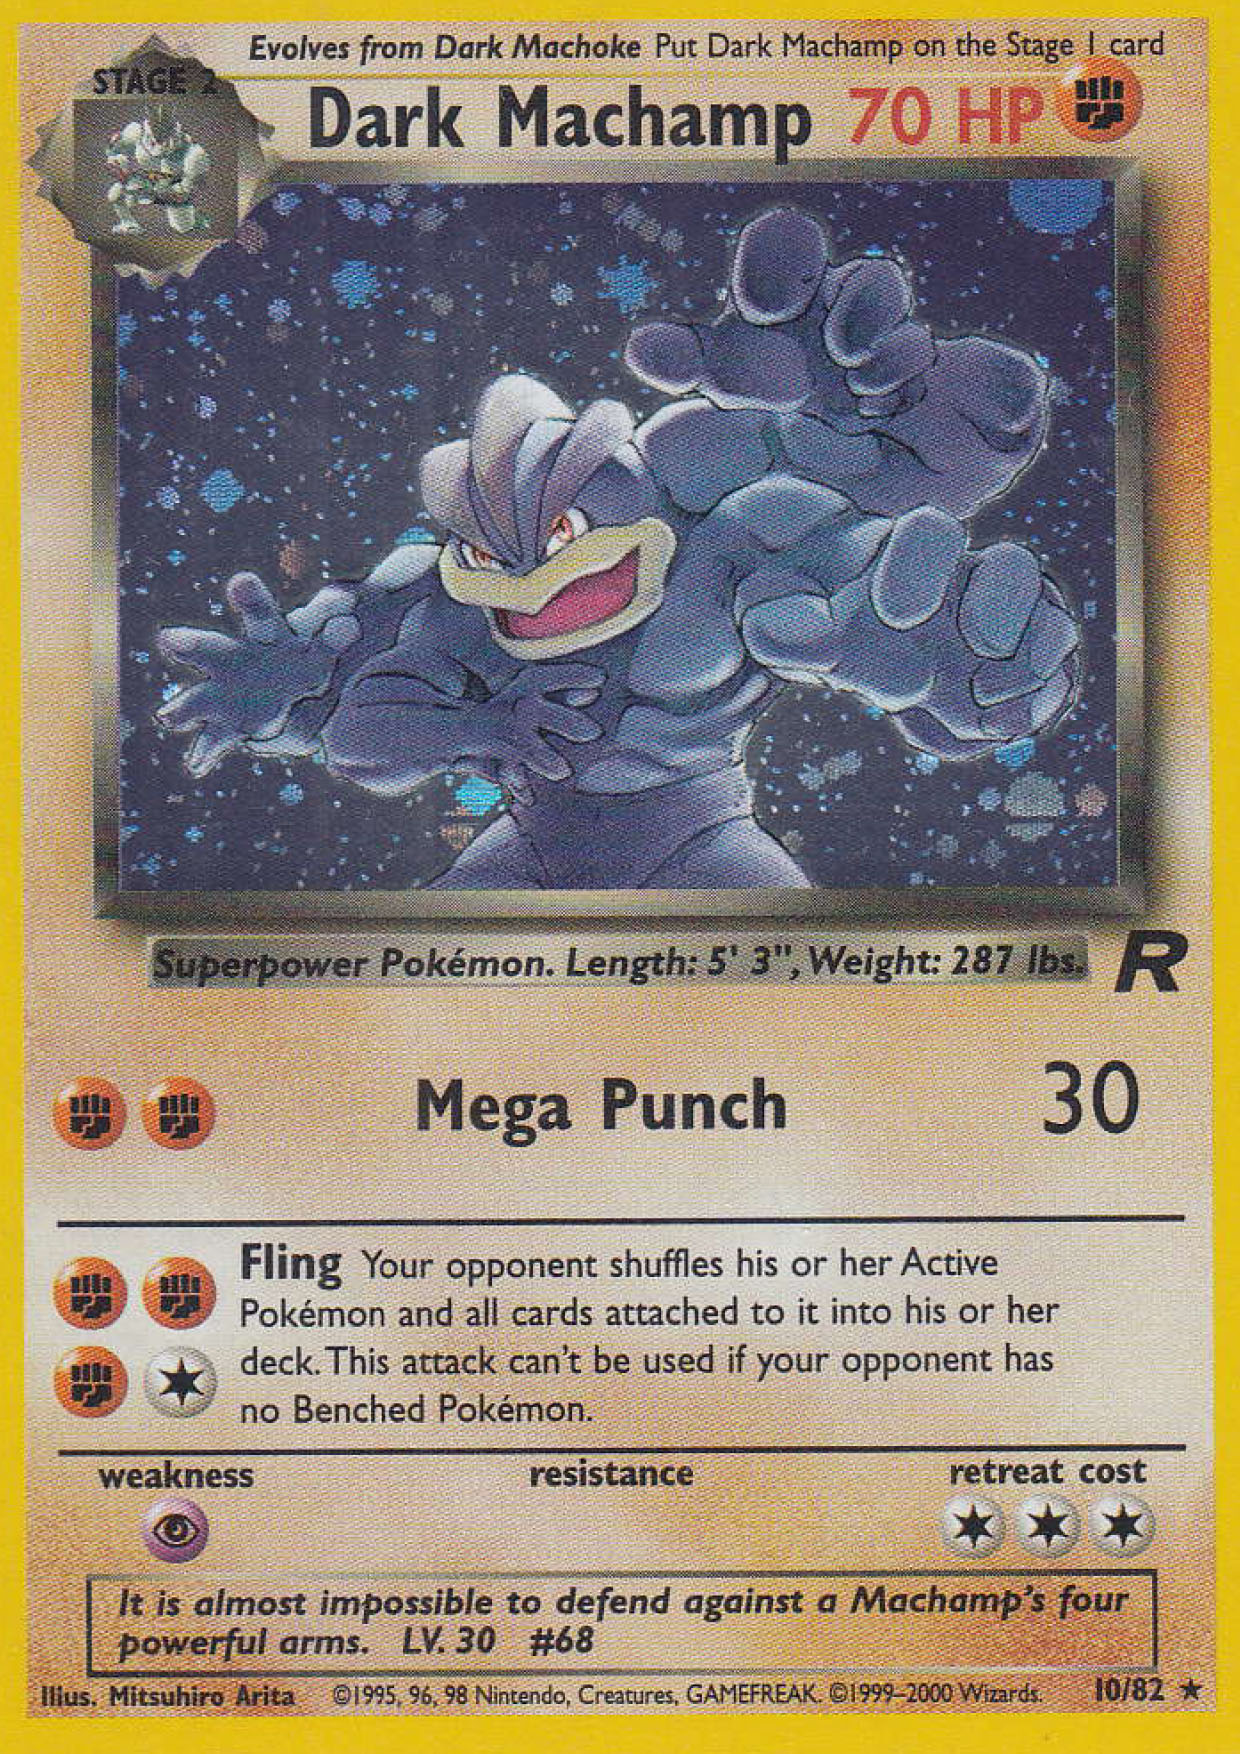 Evolves from Dark Machoke Put Dark Machamp on the Stage 1 card
STAGE 2
Dark Machamp 70 HP
Superpower Pokémon. Length: 5' 3", Weight: 287 lbs.
R
Mega Punch 30
Fling Your opponent shuffles his or her Active
Pokémon and all cards attached to it into his or her
deck. This attack can't be used if your opponent has
no Benched Pokémon.
weakness resistance retreat cost
It is almost impossible to defend against a Machamp's four
powerful arms. LV. 30 #68
Illus. Mitsuhiro Arita ©1995, 96, 98 Nintendo, Creatures, GAMEFREAK. ©1999–2000 Wizards. 10/82 ★